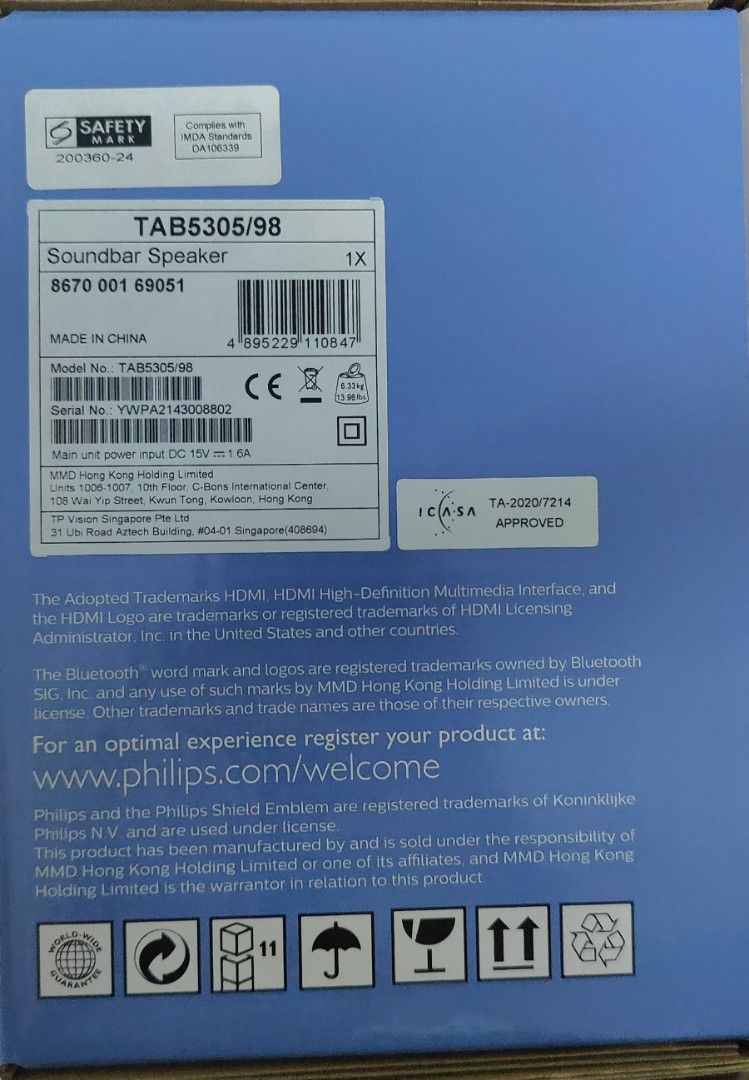 SAFETY
MARK
200360-24
Complies with
IMDA Standards
DA106339
TAB5305/98
Soundbar Speaker 1X
8670 001 69051
4 895229 110847
MADE IN CHINA
Model No.: TAB5305/98
CE
6.33kg
13.96 lbs
Serial No.: YWPA2143008802
Main unit power input DC 15V ⎓ 1.6A
MMD Hong Kong Holding Limited
Units 1006-1007, 10th Floor, C-Bons International Center,
108 Wai Yip Street, Kwun Tong, Kowloon, Hong Kong
TP Vision Singapore Pte Ltd
31 Ubi Road Aztech Building, #04-01 Singapore(408694)
ICASA
TA-2020/7214
APPROVED
The Adopted Trademarks HDMI, HDMI High-Definition Multimedia Interface, and
the HDMI Logo are trademarks or registered trademarks of HDMI Licensing
Administrator, Inc. in the United States and other countries.
The Bluetooth® word mark and logos are registered trademarks owned by Bluetooth
SIG, Inc. and any use of such marks by MMD Hong Kong Holding Limited is under
license. Other trademarks and trade names are those of their respective owners.
For an optimal experience register your product at:
www.philips.com/welcome
Philips and the Philips Shield Emblem are registered trademarks of Koninklijke
Philips N.V. and are used under license.
This product has been manufactured by and is sold under the responsibility of
MMD Hong Kong Holding Limited or one of its affiliates, and MMD Hong Kong
Holding Limited is the warrantor in relation to this product.
WORLD-WIDE
GUARANTEE
11